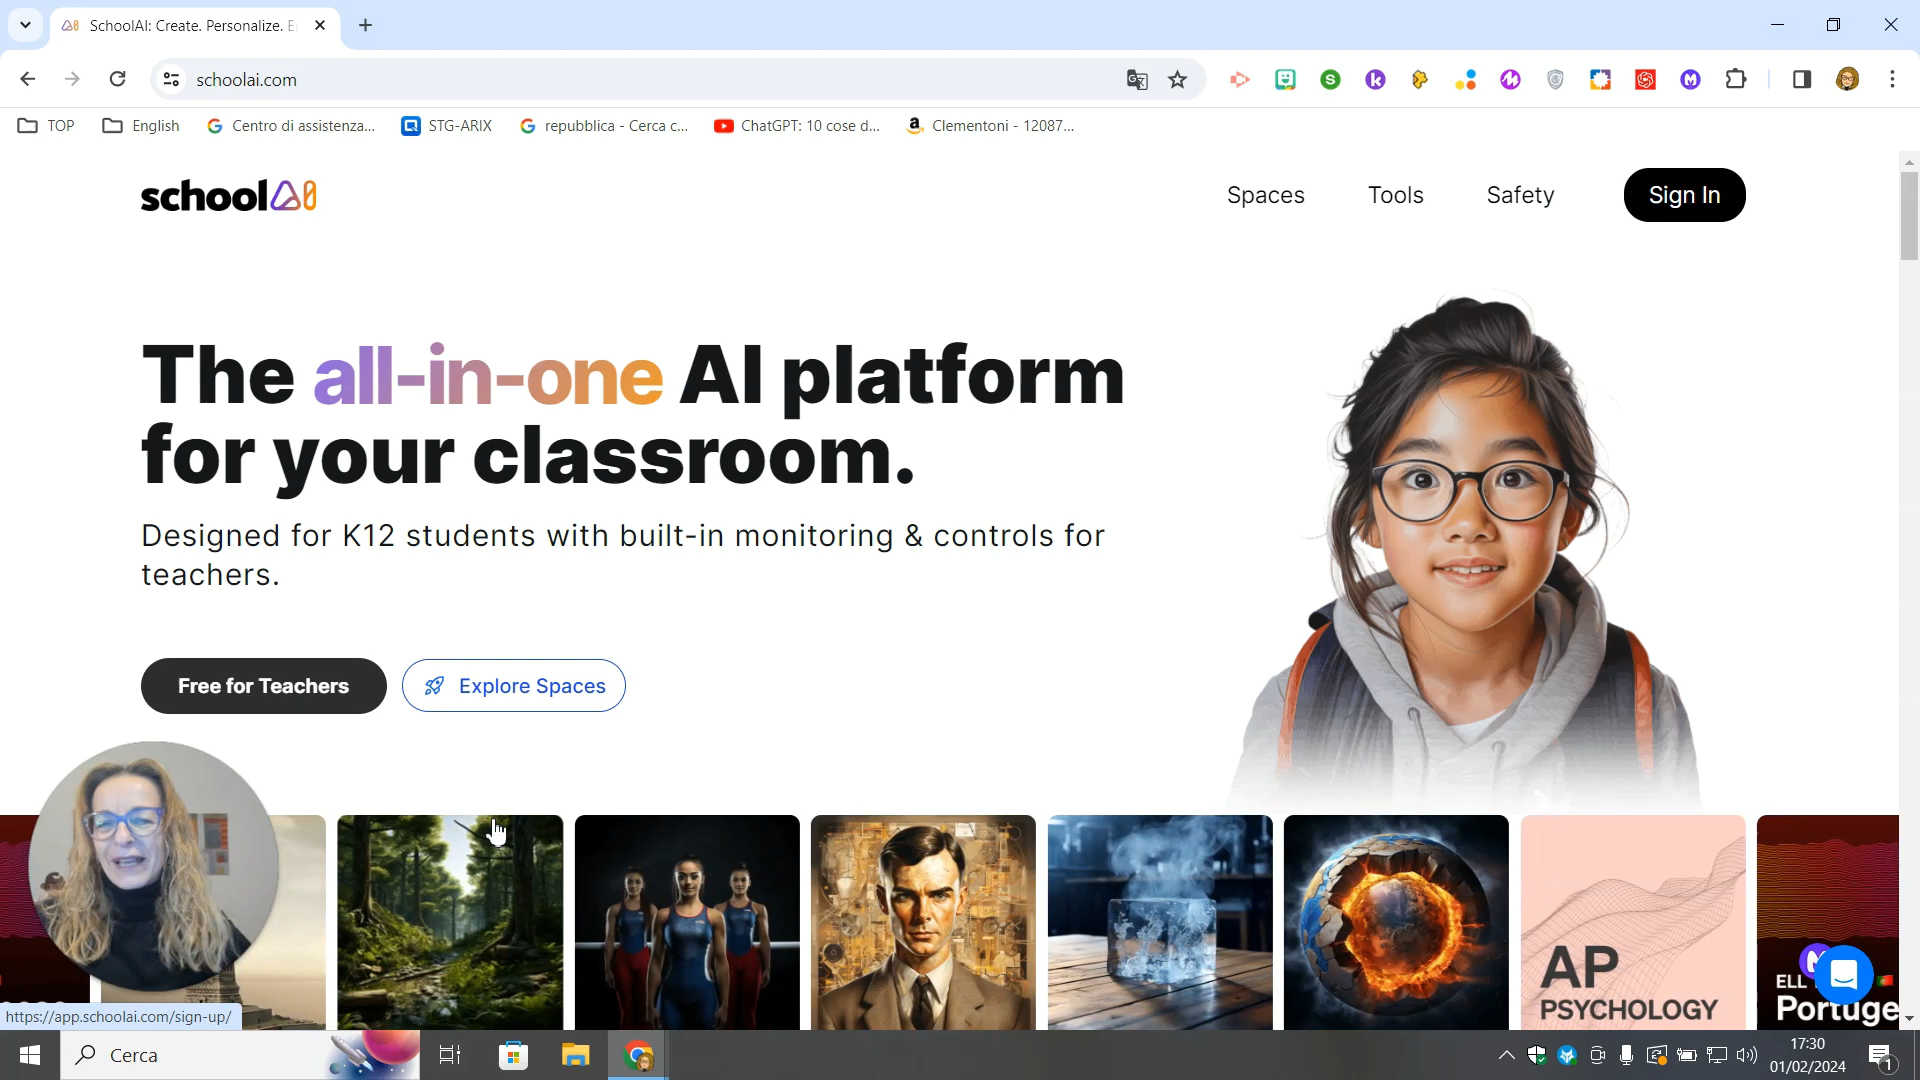 SchoolAI: Create. Personalize. E
schoolai.com
TOP
English
Centro di assistenza...
STG-ARIX
repubblica - Cerca c...
ChatGPT: 10 cose d...
Clementoni - 12087...
schoolAI
Spaces
Tools
Safety
Sign In
The all-in-one AI platform
for your classroom.
Designed for K12 students with built-in monitoring & controls for
teachers.
Free for Teachers
Explore Spaces
AP
PSYCHOLOGY
ELL
Portuge
https://app.schoolai.com/sign-up/
Cerca
17:30
01/02/2024
1